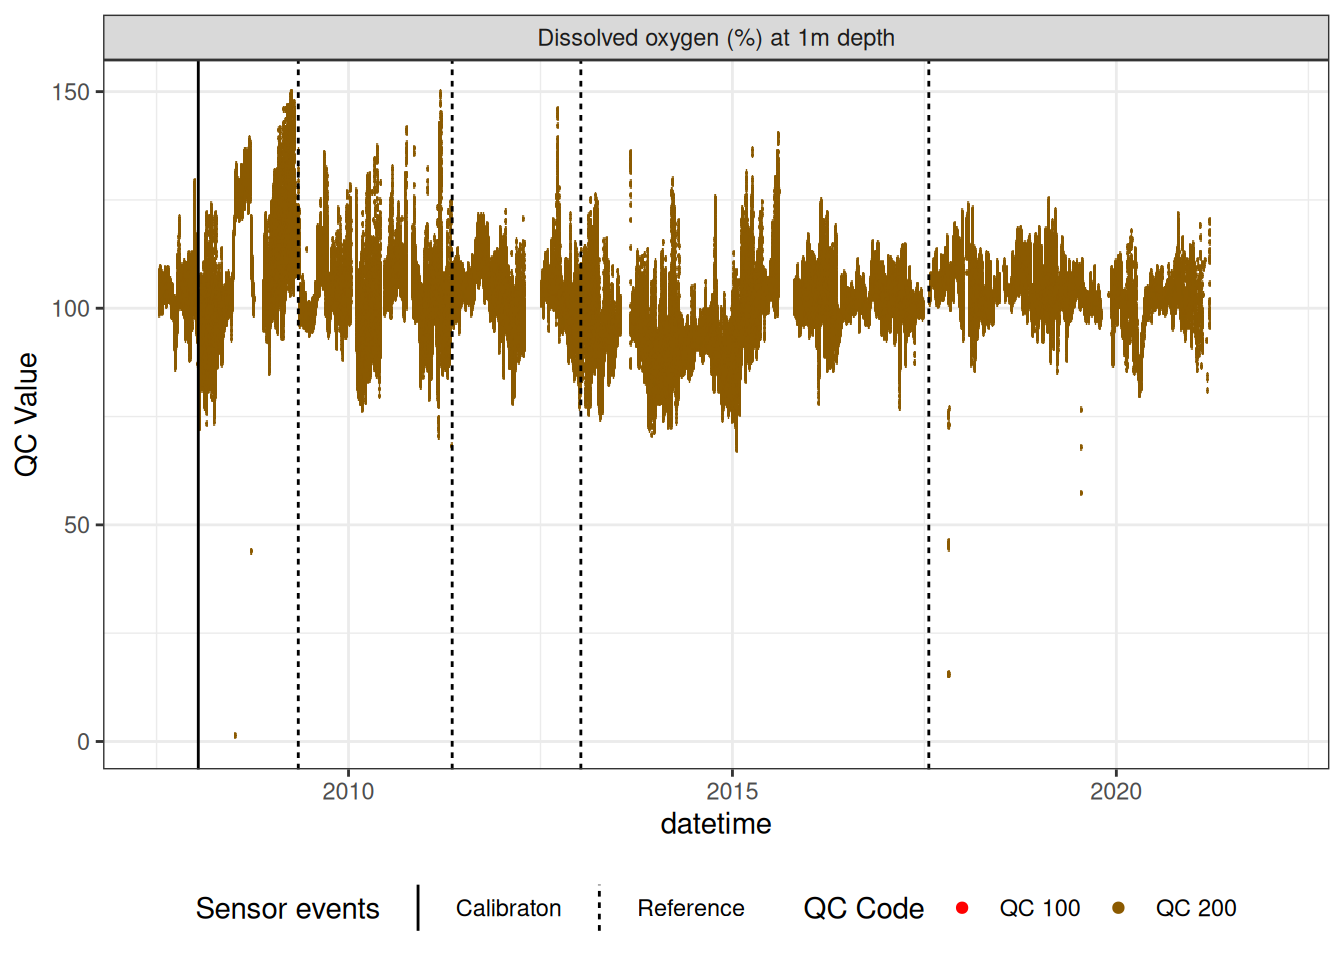 Dissolved oxygen (%) at 1m depth
150
100
50
0
QC Value
2010 2015 2020
datetime
Sensor events Calibraton Reference QC Code QC 100 QC 200